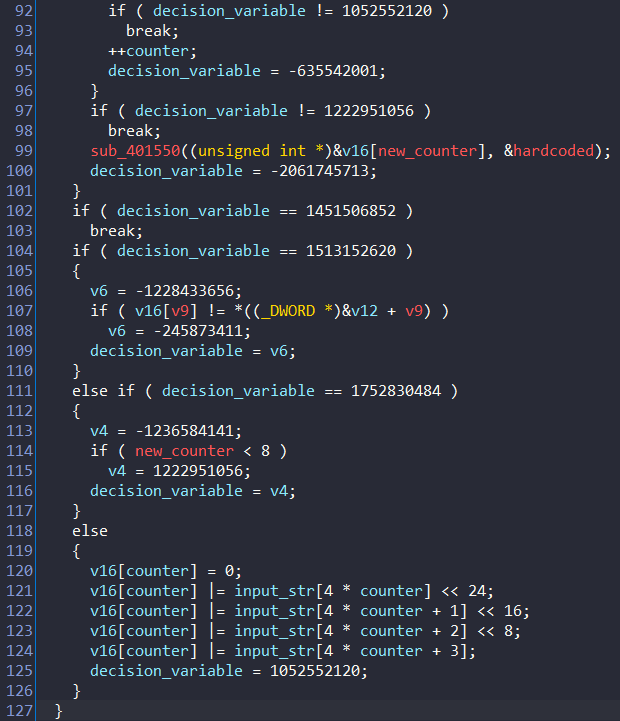 92 if ( decision_variable != 1052552120 )
93 break;
94 ++counter;
95 decision_variable = -635542001;
96 }
97 if ( decision_variable != 1222951056 )
98 break;
99 sub_401550((unsigned int *)&v16[new_counter], &hardcoded);
100 decision_variable = -2061745713;
101 }
102 if ( decision_variable == 1451506852 )
103 break;
104 if ( decision_variable == 1513152620 )
105 {
106 v6 = -1228433656;
107 if ( v16[v9] != *((_DWORD *)&v12 + v9) )
108 v6 = -245873411;
109 decision_variable = v6;
110 }
111 else if ( decision_variable == 1752830484 )
112 {
113 v4 = -1236584141;
114 if ( new_counter < 8 )
115 v4 = 1222951056;
116 decision_variable = v4;
117 }
118 else
119 {
120 v16[counter] = 0;
121 v16[counter] |= input_str[4 * counter] << 24;
122 v16[counter] |= input_str[4 * counter + 1] << 16;
123 v16[counter] |= input_str[4 * counter + 2] << 8;
124 v16[counter] |= input_str[4 * counter + 3];
125 decision_variable = 1052552120;
126 }
127 }